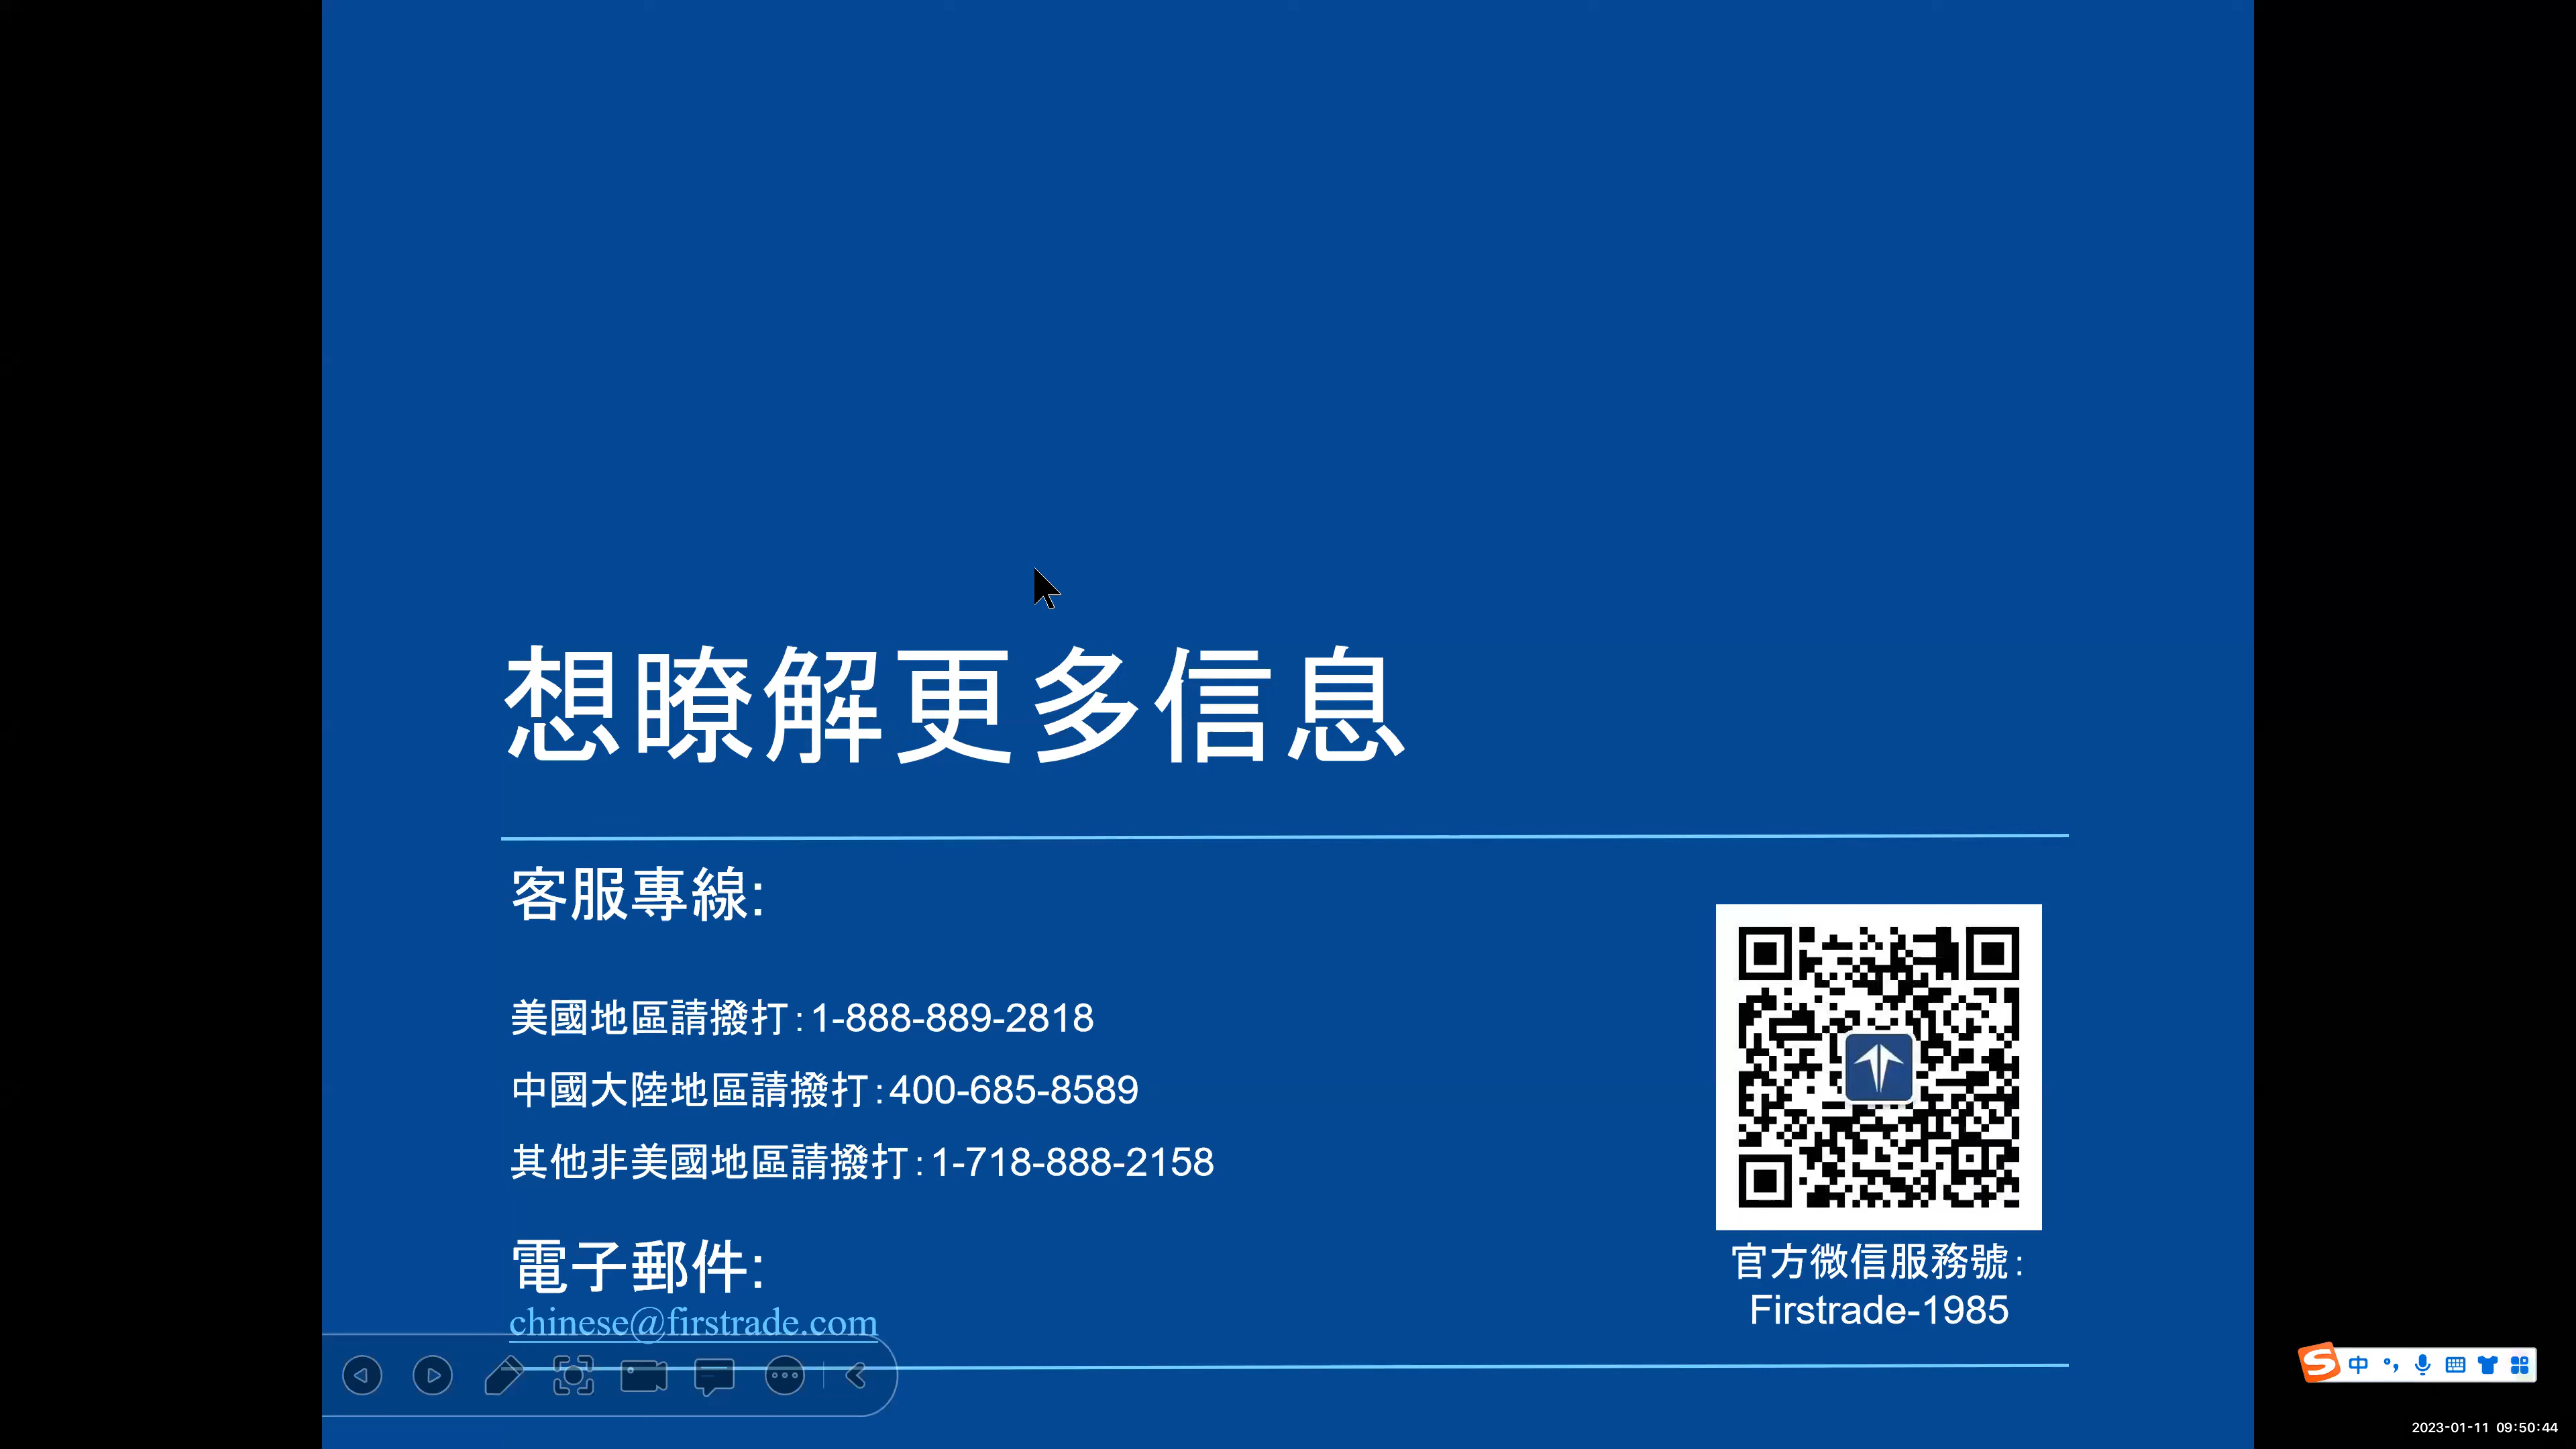 想瞭解更多信息
客服專線:
美國地區請撥打：1-888-889-2818
中國大陸地區請撥打：400-685-8589
其他非美國地區請撥打：1-718-888-2158
電子郵件:
chinese@firstrade.com
官方微信服務號：
Firstrade-1985
中
2023-01-11 09:50:44